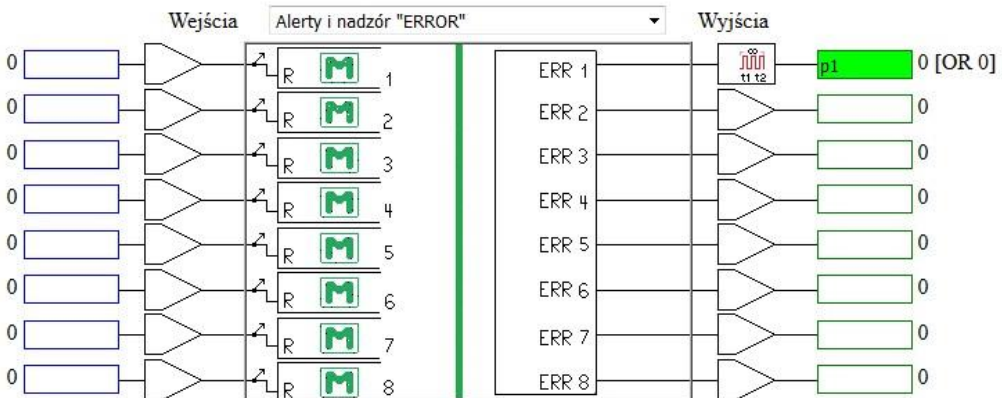 Wejścia Alerty i nadzór "ERROR" Wyjścia
0 R M 1 ERR 1 ∞ t1 t2 p1 0 [OR 0]
0 R M 2 ERR 2 0
0 R M 3 ERR 3 0
0 R M 4 ERR 4 0
0 R M 5 ERR 5 0
0 R M 6 ERR 6 0
0 R M 7 ERR 7 0
0 R M 8 ERR 8 0